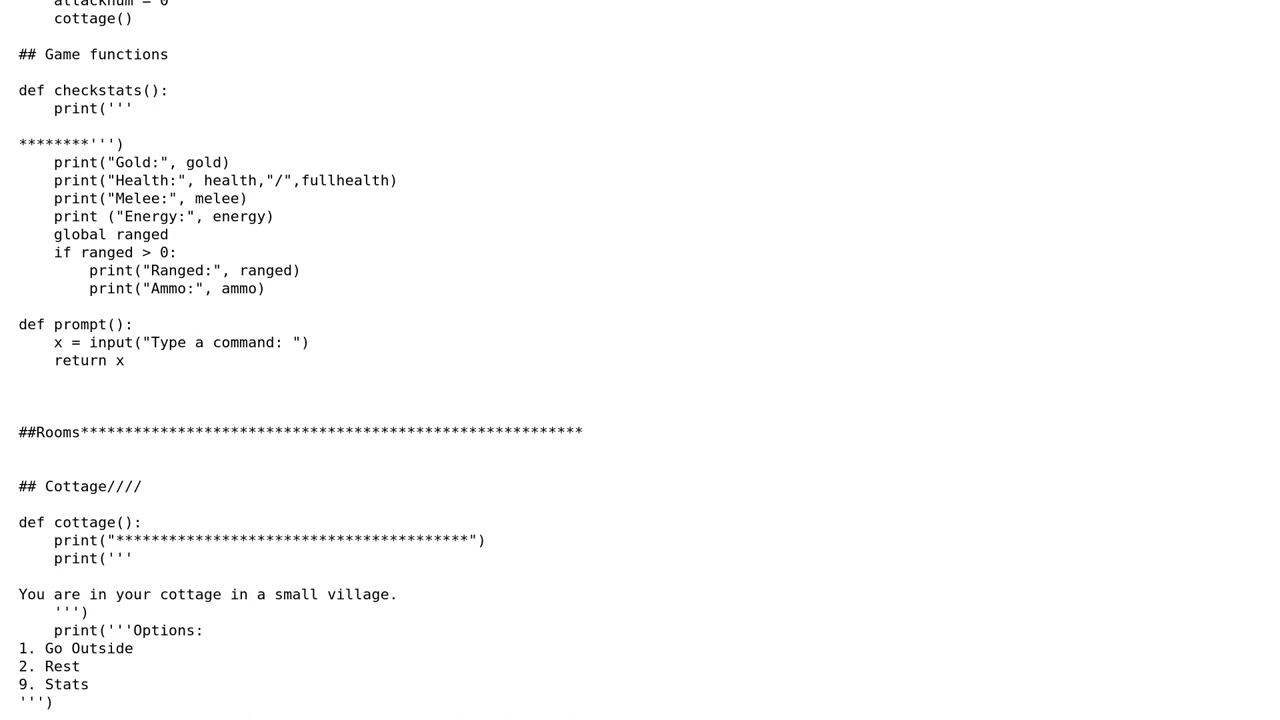 attacknum = 0
    cottage()

## Game functions

def checkstats():
    print('''

********''')
    print("Gold:", gold)
    print("Health:", health,"/",fullhealth)
    print("Melee:", melee)
    print ("Energy:", energy)
    global ranged
    if ranged > 0:
        print("Ranged:", ranged)
        print("Ammo:", ammo)

def prompt():
    x = input("Type a command: ")
    return x

##Rooms*********************************************************

## Cottage////

def cottage():
    print("****************************************")
    print('''

You are in your cottage in a small village.
    ''')
    print('''Options:
1. Go Outside
2. Rest
9. Stats
''')